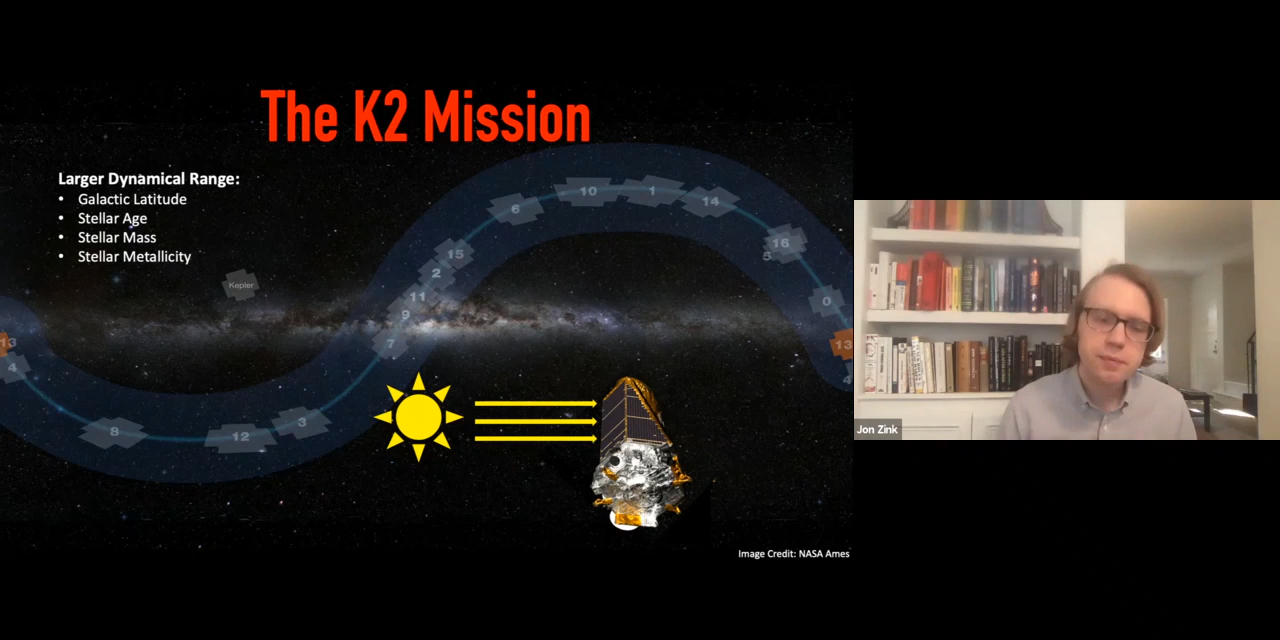 The K2 Mission
Larger Dynamical Range:
• Galactic Latitude
• Stellar Age
• Stellar Mass
• Stellar Metallicity
Kepler
10
1
6
14
15
16
5
2
11
0
9
7
13
13
4
4
8
12
3
Jon Zink
Image Credit: NASA Ames